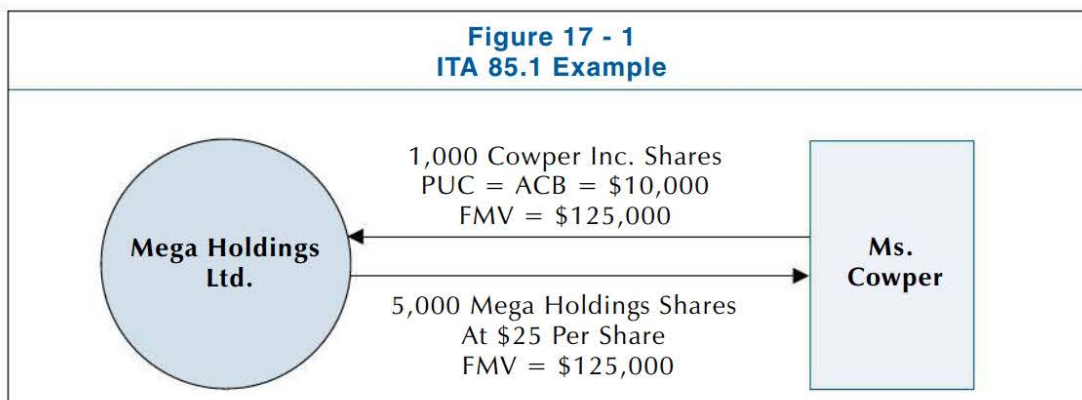 Figure 17 - 1
ITA 85.1 Example
1,000 Cowper Inc. Shares
PUC = ACB = $10,000
FMV = $125,000
Mega Holdings
Ltd.
Ms.
Cowper
5,000 Mega Holdings Shares
At $25 Per Share
FMV = $125,000